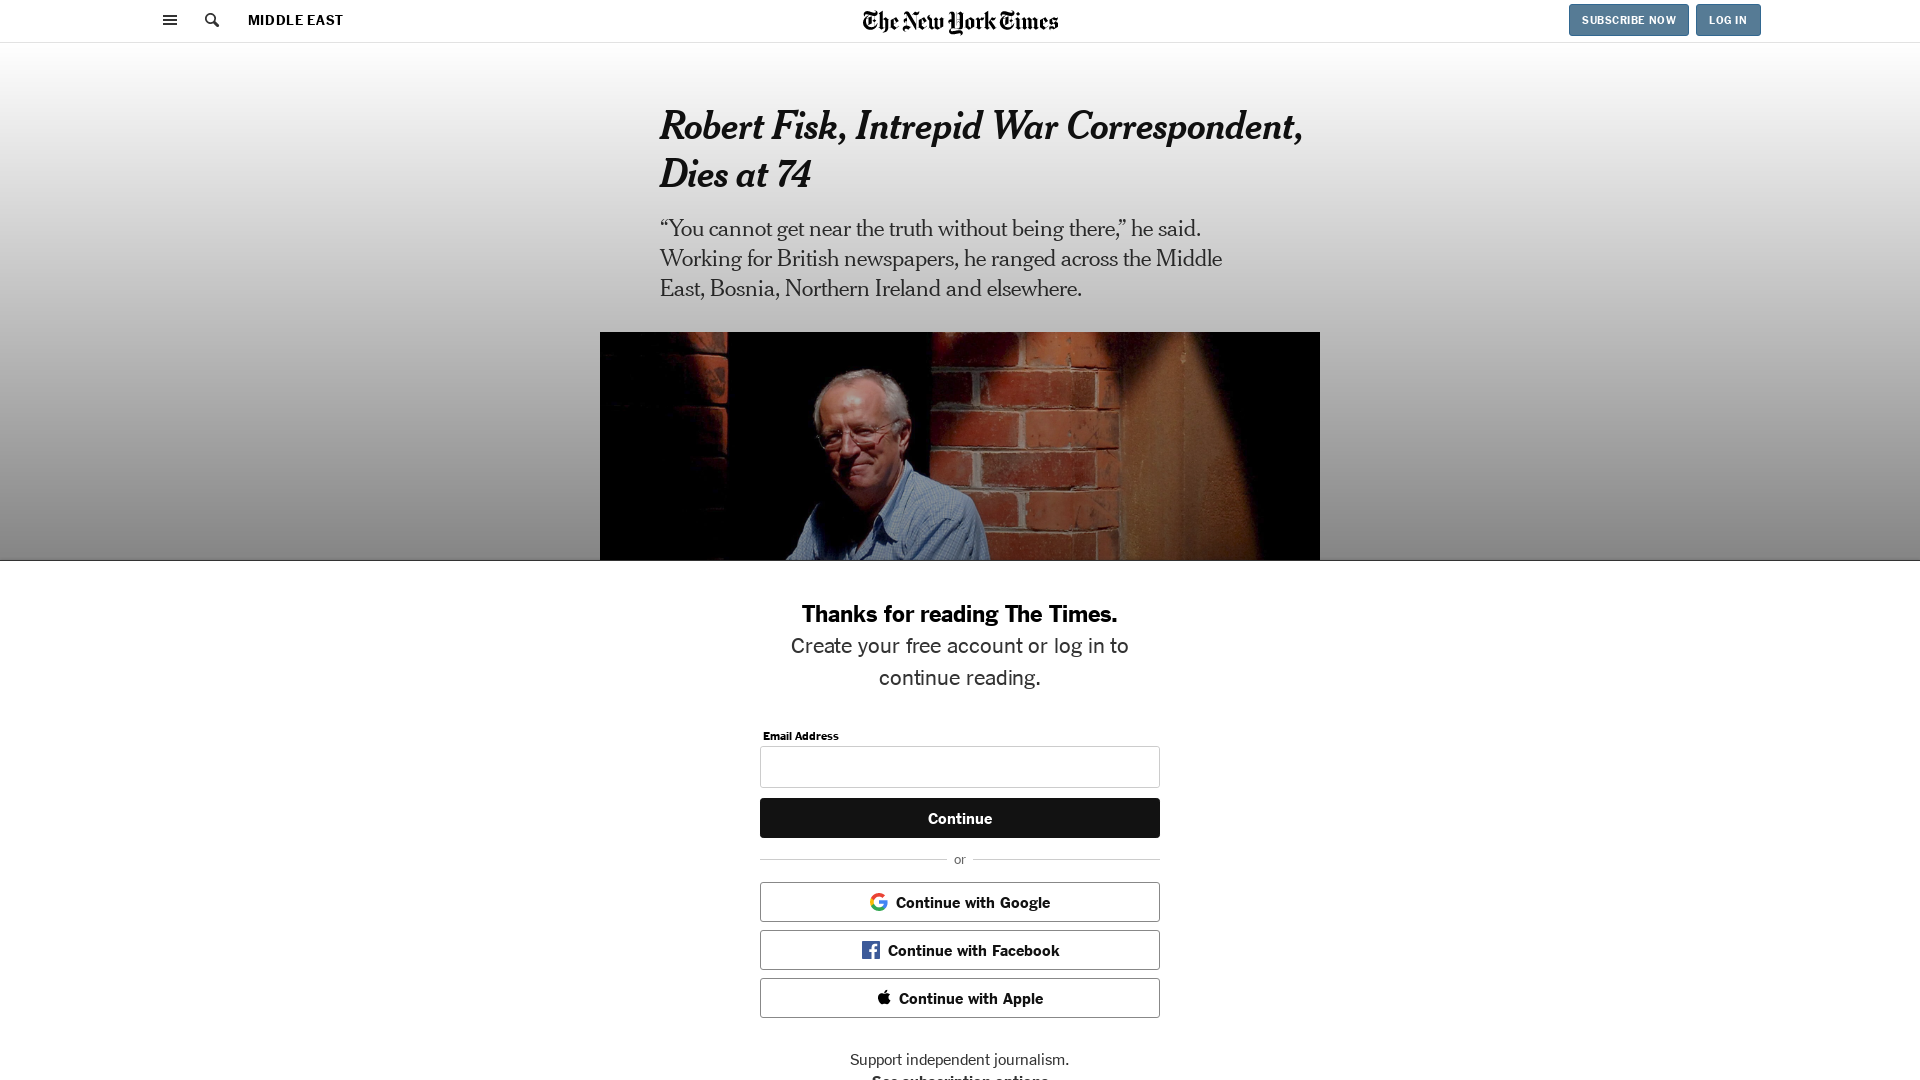 MIDDLE EAST
The New York Times
SUBSCRIBE NOW
LOG IN
Robert Fisk, Intrepid War Correspondent,
Dies at 74
“You cannot get near the truth without being there,” he said.
Working for British newspapers, he ranged across the Middle
East, Bosnia, Northern Ireland and elsewhere.
Thanks for reading The Times.
Create your free account or log in to
continue reading.
Email Address
Continue
or
Continue with Google
Continue with Facebook
Continue with Apple
Support independent journalism.
See subscription options.